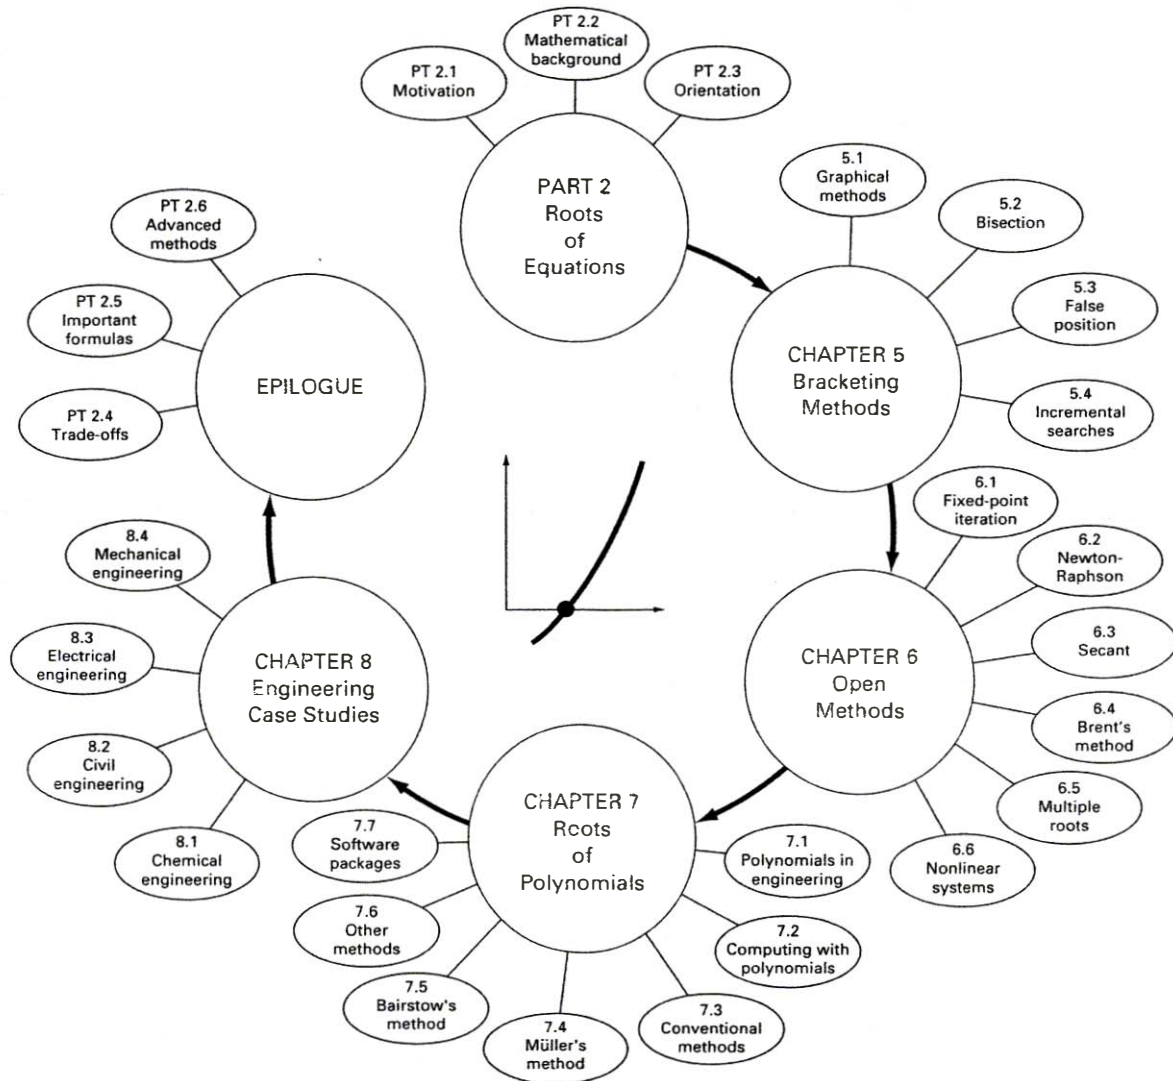 PT 2.1
Motivation
PT 2.2
Mathematical
background
PT 2.3
Orientation
PART 2
Roots
of
Equations
5.1
Graphical
methods
5.2
Bisection
5.3
False
position
5.4
Incremental
searches
CHAPTER 5
Bracketing
Methods
6.1
Fixed-point
iteration
6.2
Newton-
Raphson
6.3
Secant
6.4
Brent's
method
6.5
Multiple
roots
6.6
Nonlinear
systems
CHAPTER 6
Open
Methods
7.1
Polynomials in
engineering
7.2
Computing with
polynomials
7.3
Conventional
methods
7.4
Müller's
method
7.5
Bairstow's
method
7.6
Other
methods
7.7
Software
packages
CHAPTER 7
Roots
of
Polynomials
8.1
Chemical
engineering
8.2
Civil
engineering
8.3
Electrical
engineering
8.4
Mechanical
engineering
CHAPTER 8
Engineering
Case Studies
PT 2.4
Trade-offs
PT 2.5
Important
formulas
PT 2.6
Advanced
methods
EPILOGUE